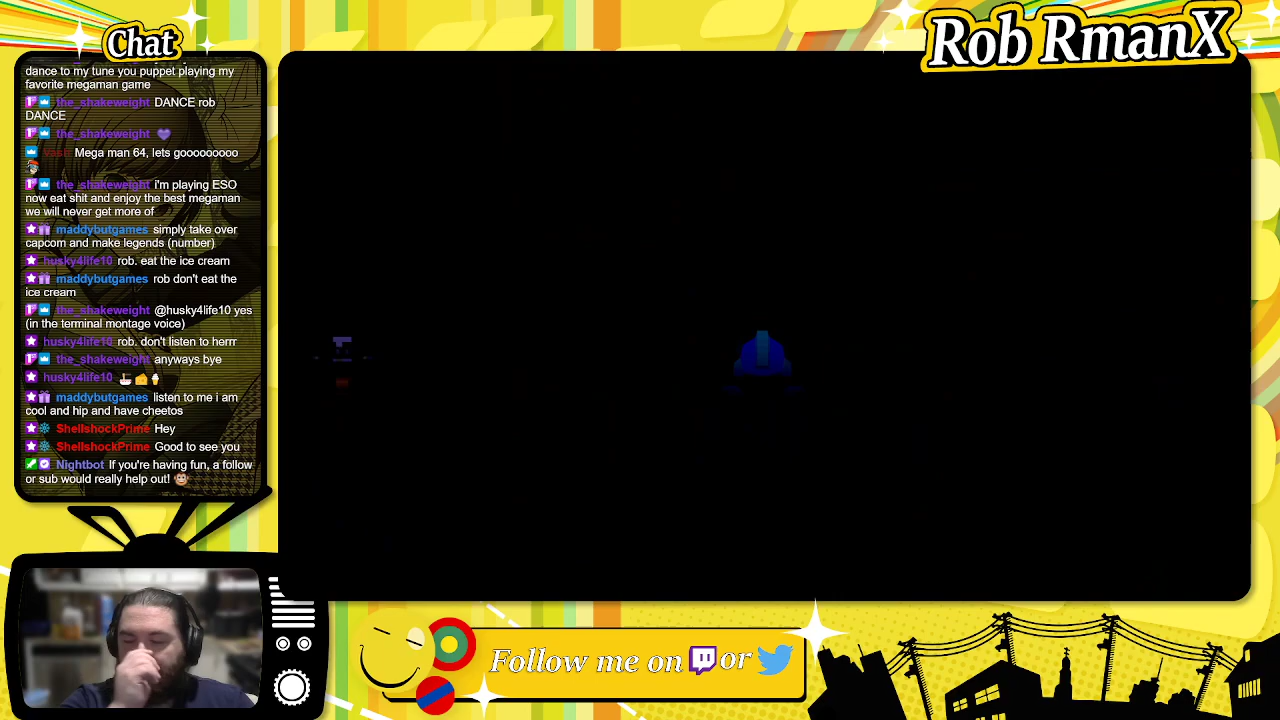 Chat
Rob RmanX
dance to my tune you puppet playing my
favorite megaman game
the_shakeweight DANCE rob
DANCE
the_shakeweight
Mega man 64, lets gooooooooo
the_shakeweight i'm playing ESO
now eat shit and enjoy the best megaman
we will never get more of
maddybutgames simply take over
capcom and make legends (number)
husky4life10 rob. eat the ice cream
maddybutgames rob don't eat the
ice cream
the_shakeweight @husky4life10 yes
(in the terminal montage voice)
husky4life10 rob. don't listen to herrr
the_shakeweight anyways bye
husky4life10
maddybutgames listen to me i am
cool and hip and have cheatos
ShellshockPrime Hey
ShellshockPrime Good to see you
Nightbot If you're having fun, a follow
or sub would really help out!
Follow me on or